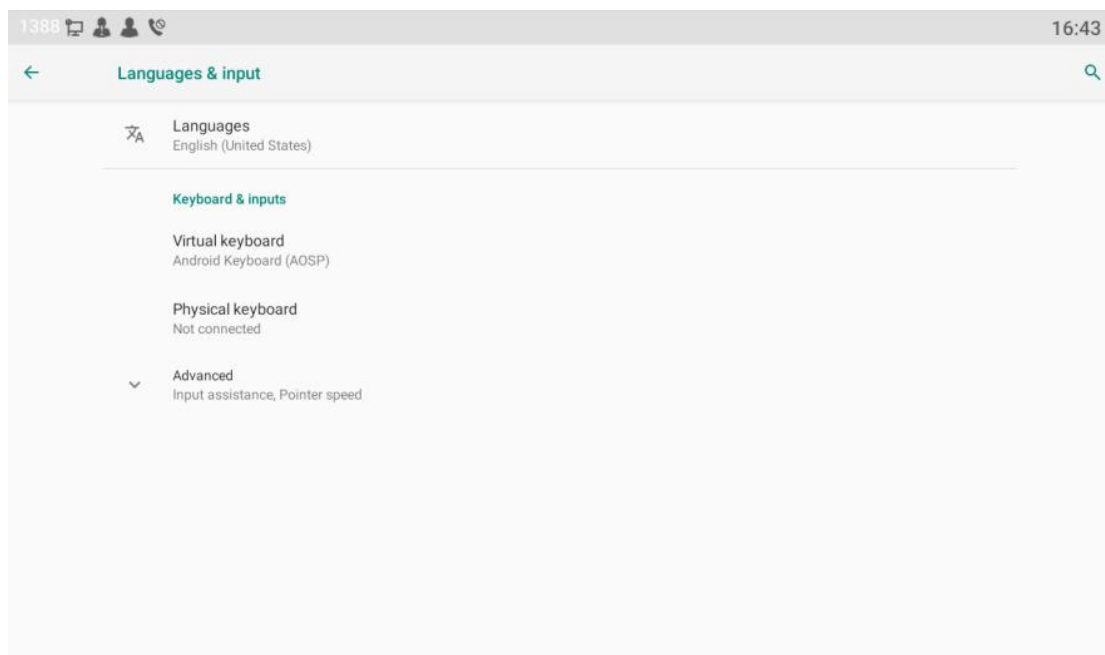 1388
16:43
Languages & input
Languages
English (United States)
Keyboard & inputs
Virtual keyboard
Android Keyboard (AOSP)
Physical keyboard
Not connected
Advanced
Input assistance, Pointer speed